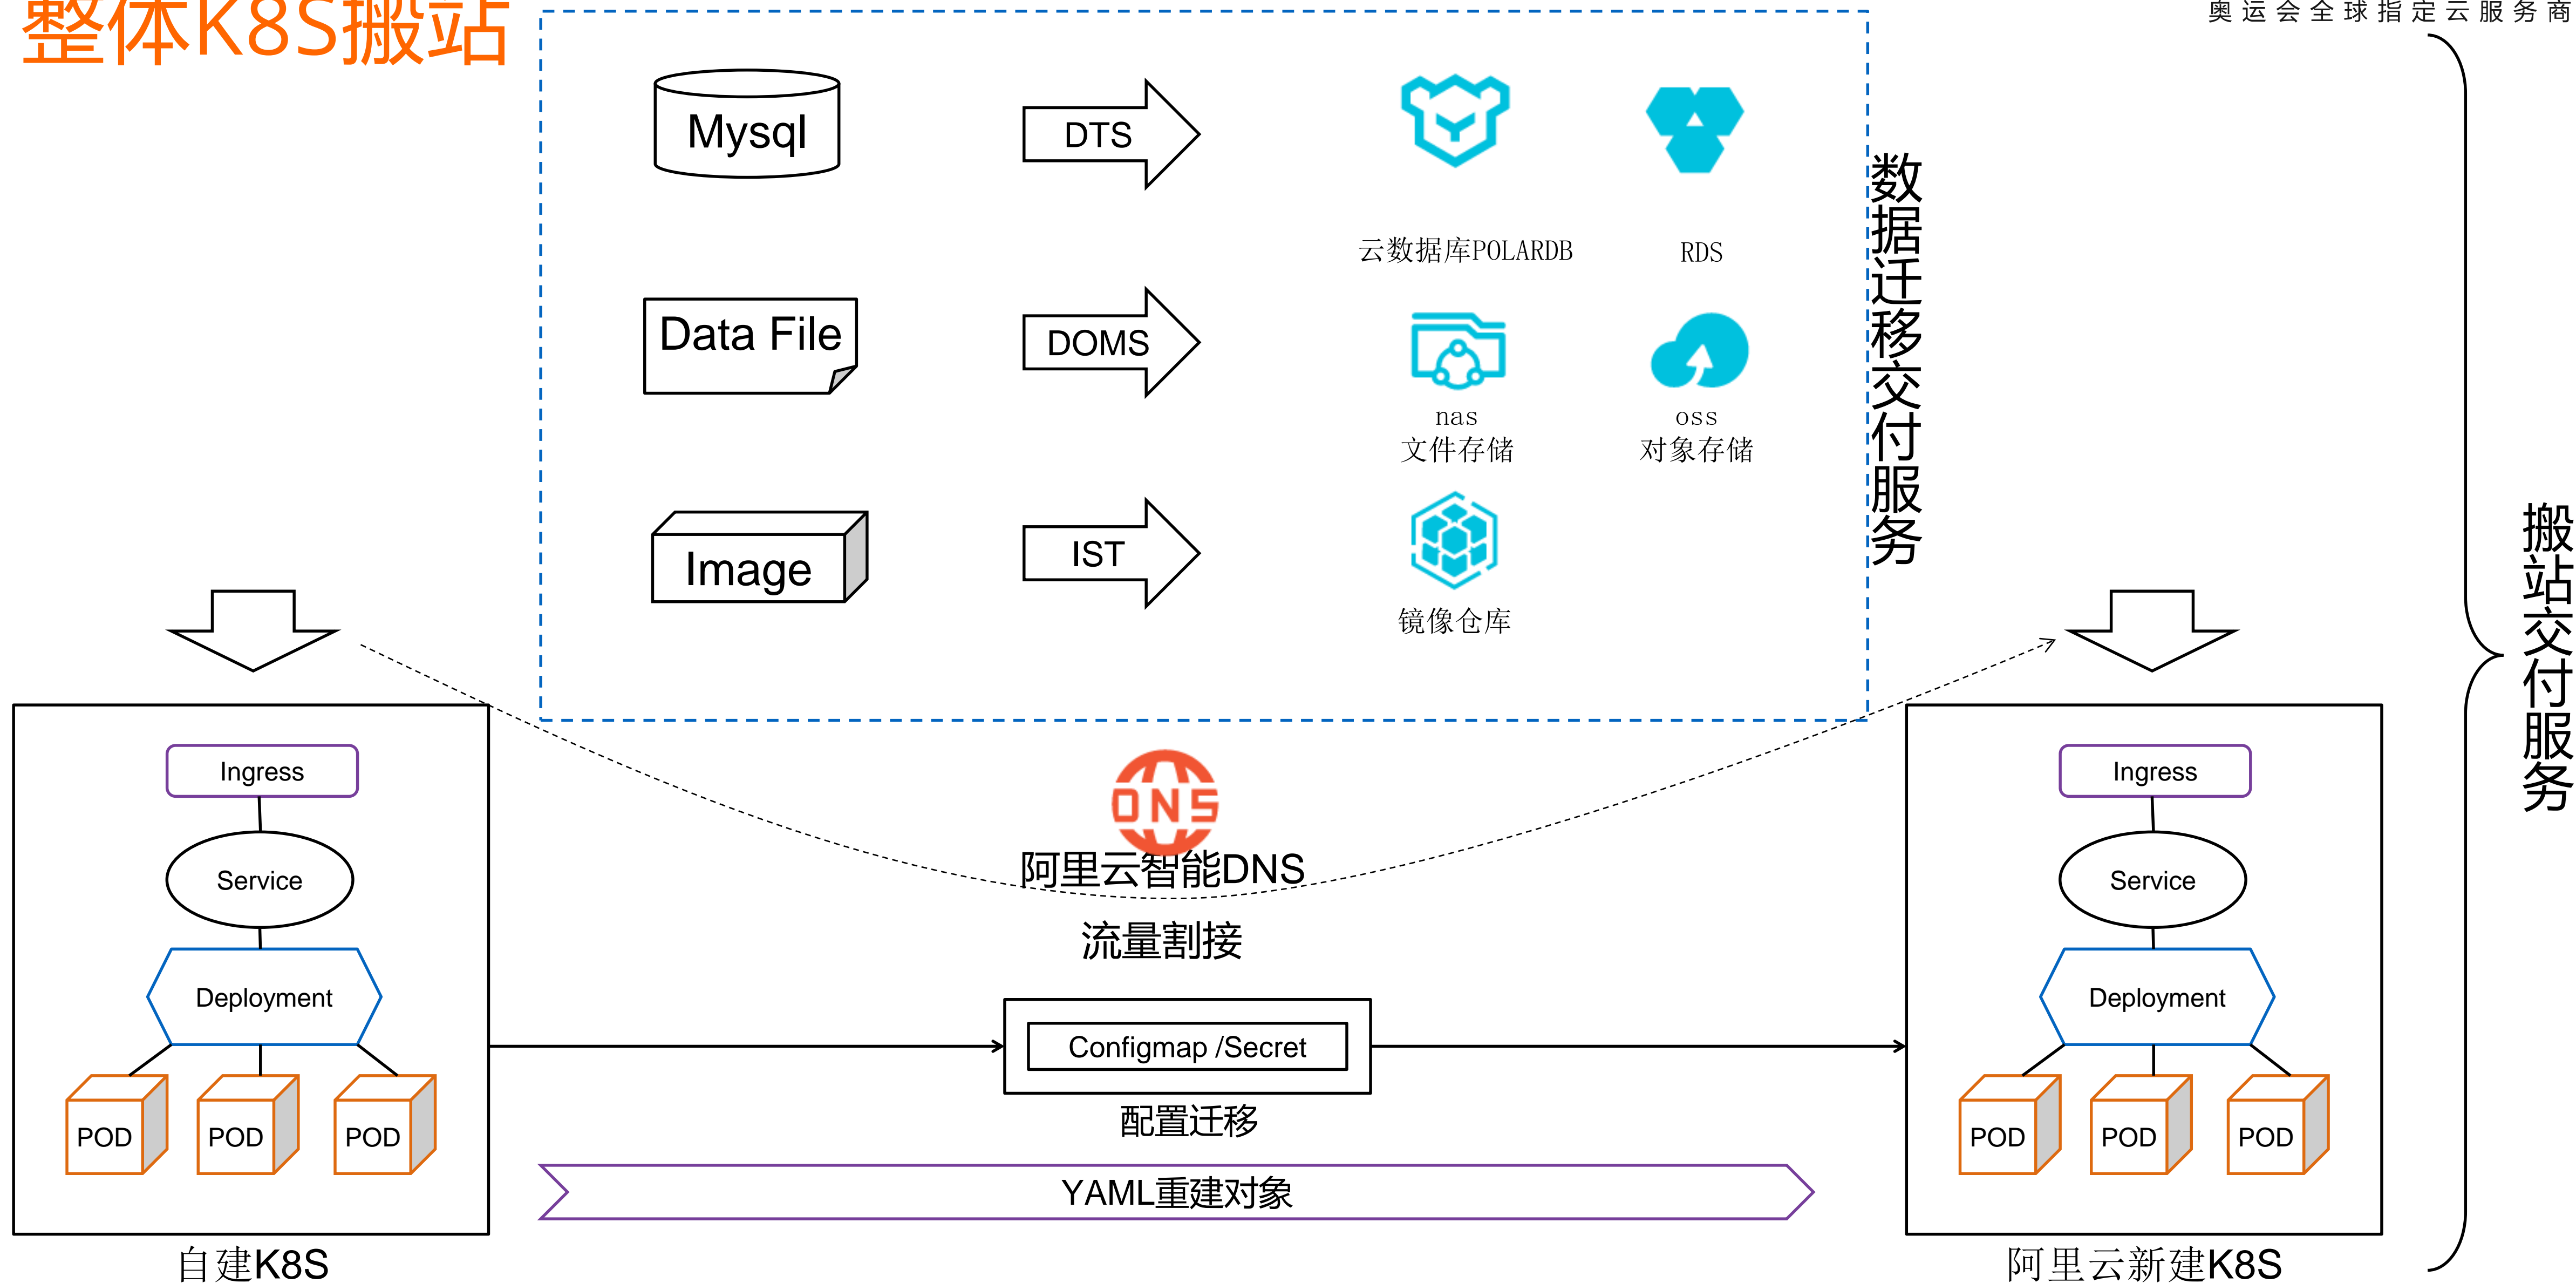 整体K8S搬站
奥运会全球指定云服务商
Mysql
DTS
云数据库POLARDB
RDS
Data File
DOMS
nas
文件存储
oss
对象存储
Image
IST
镜像仓库
数据迁移交付服务
搬站交付服务
DNS
阿里云智能DNS
流量割接
Ingress
Service
Deployment
POD
POD
POD
自建K8S
Configmap /Secret
配置迁移
YAML重建对象
Ingress
Service
Deployment
POD
POD
POD
阿里云新建K8S